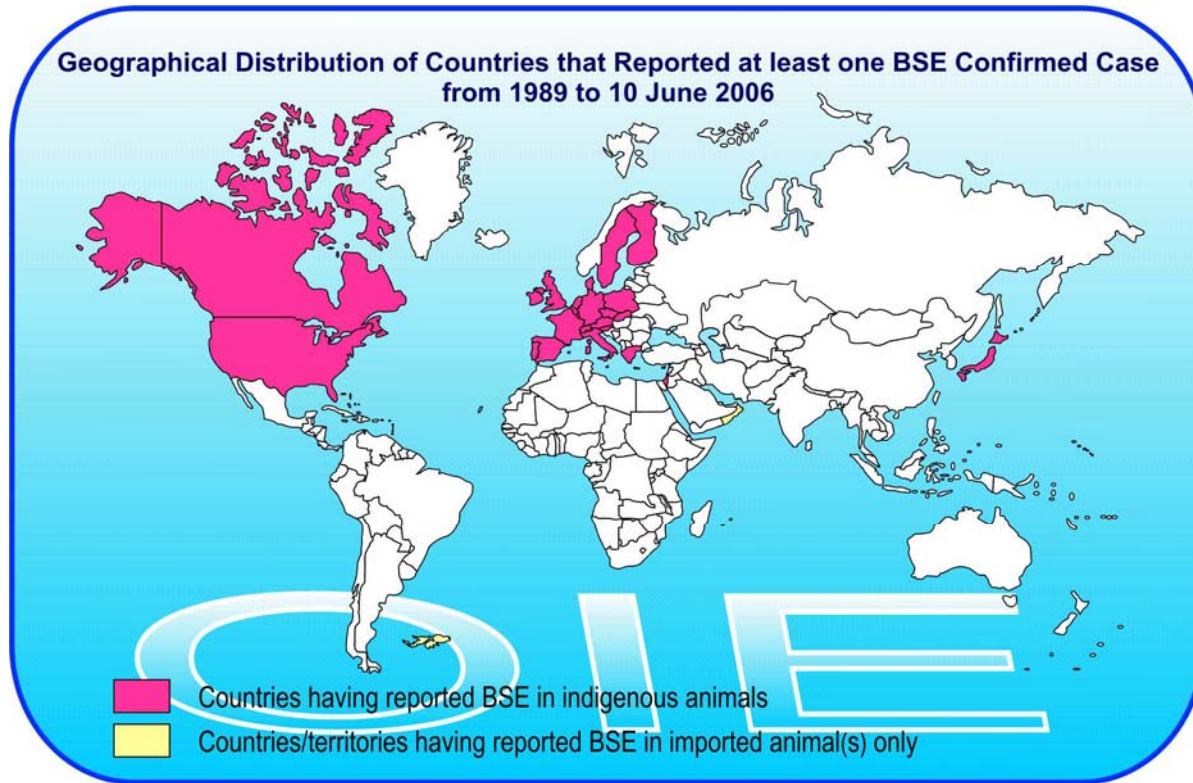 Geographical Distribution of Countries that Reported at least one BSE Confirmed Case
from 1989 to 10 June 2006
OIE
Countries having reported BSE in indigenous animals
Countries/territories having reported BSE in imported animal(s) only